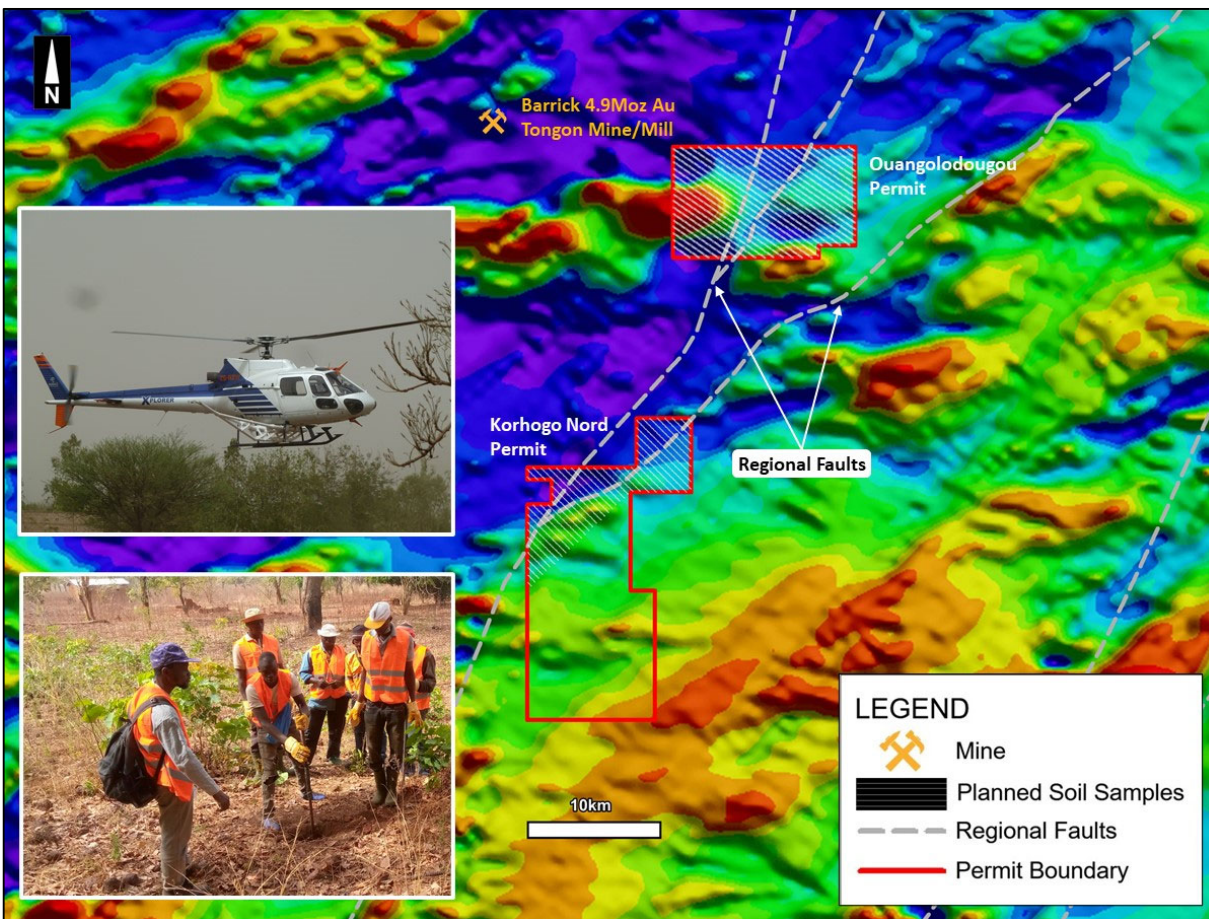 N
Barrick 4.9Moz Au
Tongon Mine/Mill
Ouangolodougou
Permit
XPLORER
Korhogo Nord
Permit
Regional Faults
10km
LEGEND
Mine
Planned Soil Samples
Regional Faults
Permit Boundary